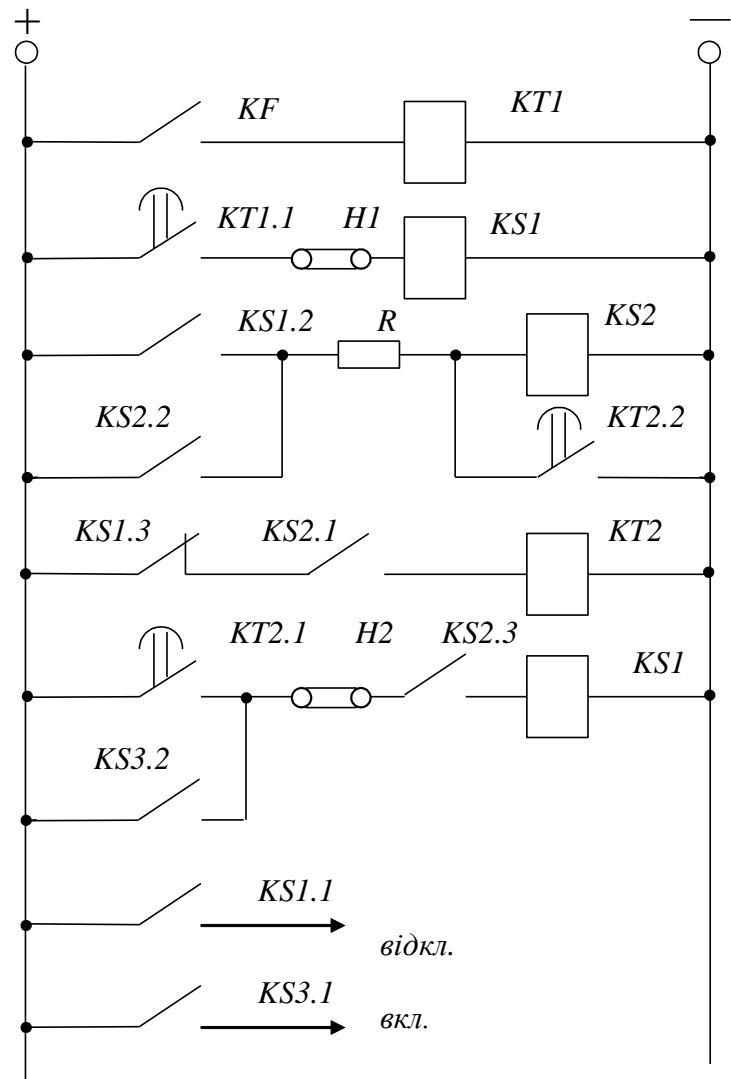 + —
KF KT1
KT1.1 H1 KS1
KS1.2 R KS2
KS2.2 KT2.2
KS1.3 KS2.1 KT2
KT2.1 H2 KS2.3 KS1
KS3.2
KS1.1
відкл.
KS3.1
вкл.